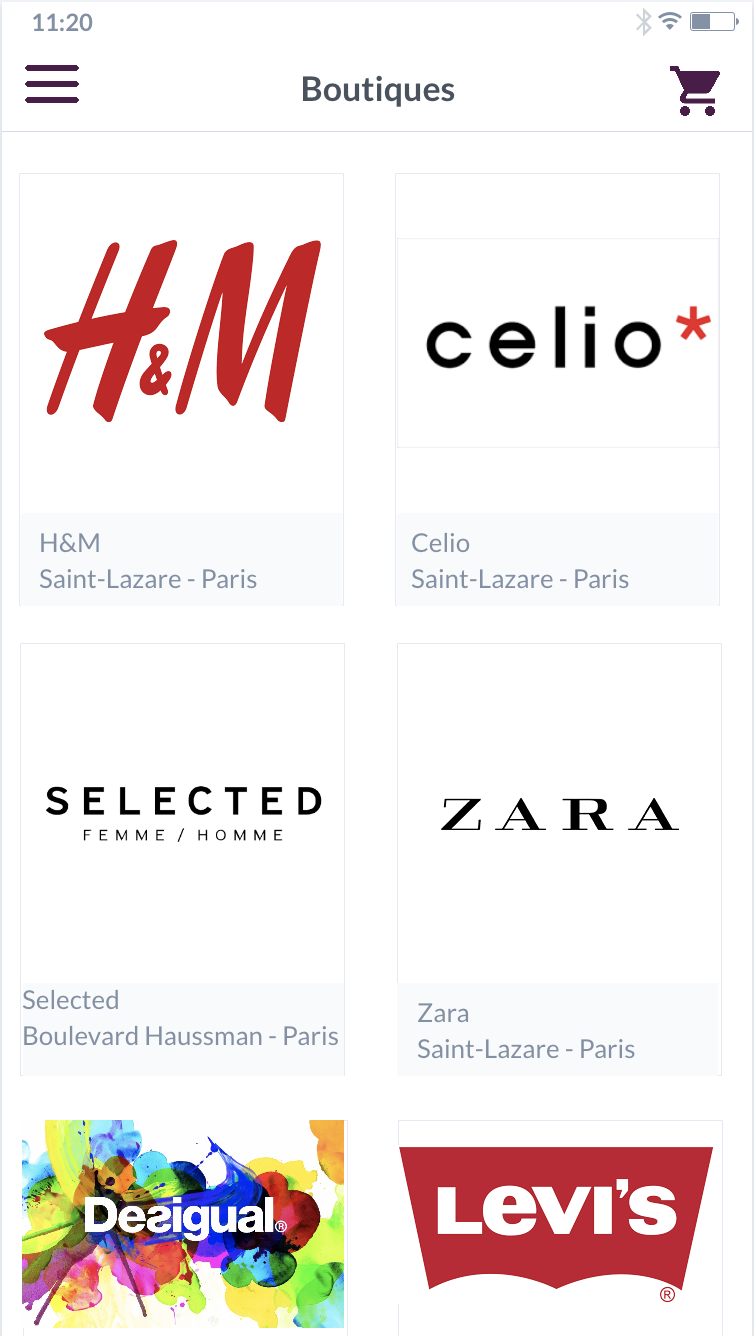 11:20
Boutiques
H&M
celio*
H&M
Saint-Lazare - Paris
Celio
Saint-Lazare - Paris
SELECTED
FEMME / HOMME
ZARA
Selected
Boulevard Haussman - Paris
Zara
Saint-Lazare - Paris
Desigual®
LEVI'S
®